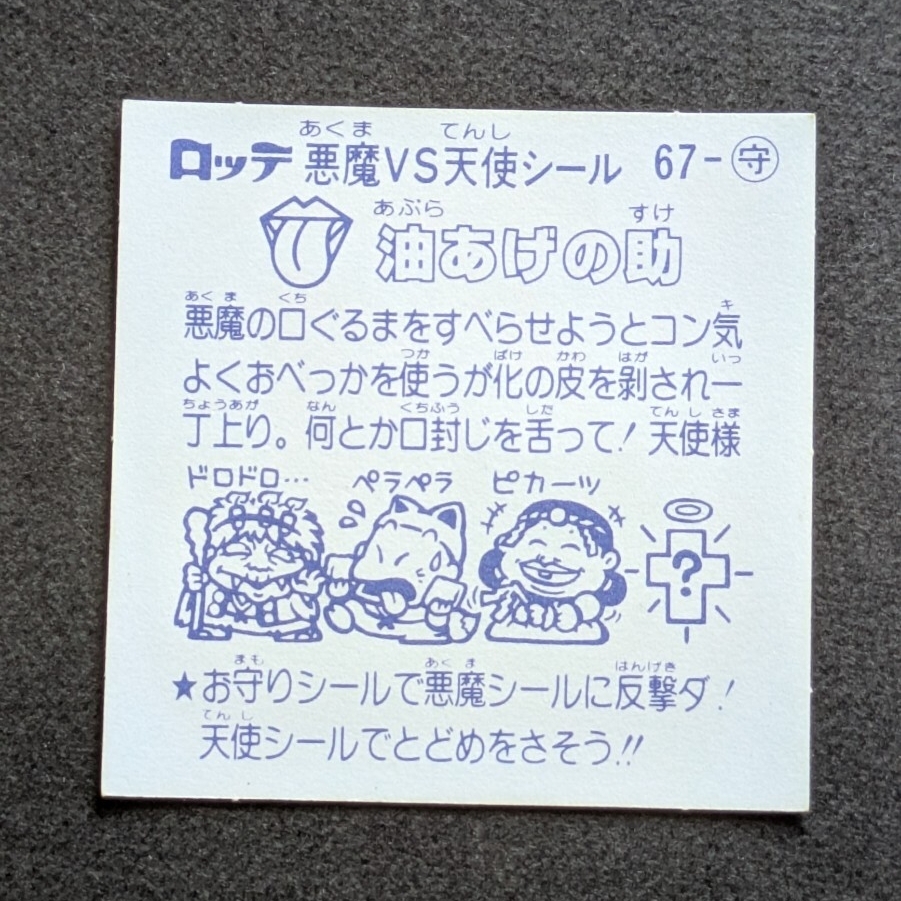 ロッテ 悪魔VS天使シール 67-守
あくま てんし
油あげの助
あぶら すけ
悪魔の口ぐるまをすべらせようとコン気
あくま くち キ
よくおべっかを使うが化の皮を剥され一
つか ばけ かわ はが いっ
丁上り。何とか口封じを舌って!天使様
ちょうあが なん くちふう した てんしさま
ドロドロ… ペラペラ ピカーッ
?
★お守りシールで悪魔シールに反撃ダ!
まも あくま はんげき
天使シールでとどめをさそう!!
てんし